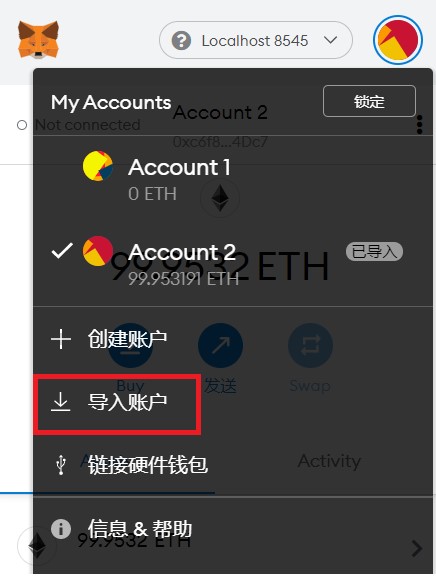 Localhost 8545
My Accounts
锁定
Account 2
Not connected
0xc6f8...4Dc7
Account 1
0 ETH
Account 2
已导入
99.9532 ETH
99.953191 ETH
创建账户
Buy
发送
Swap
导入账户
Activity
链接硬件钱包
信息 & 帮助
99.9532 ETH